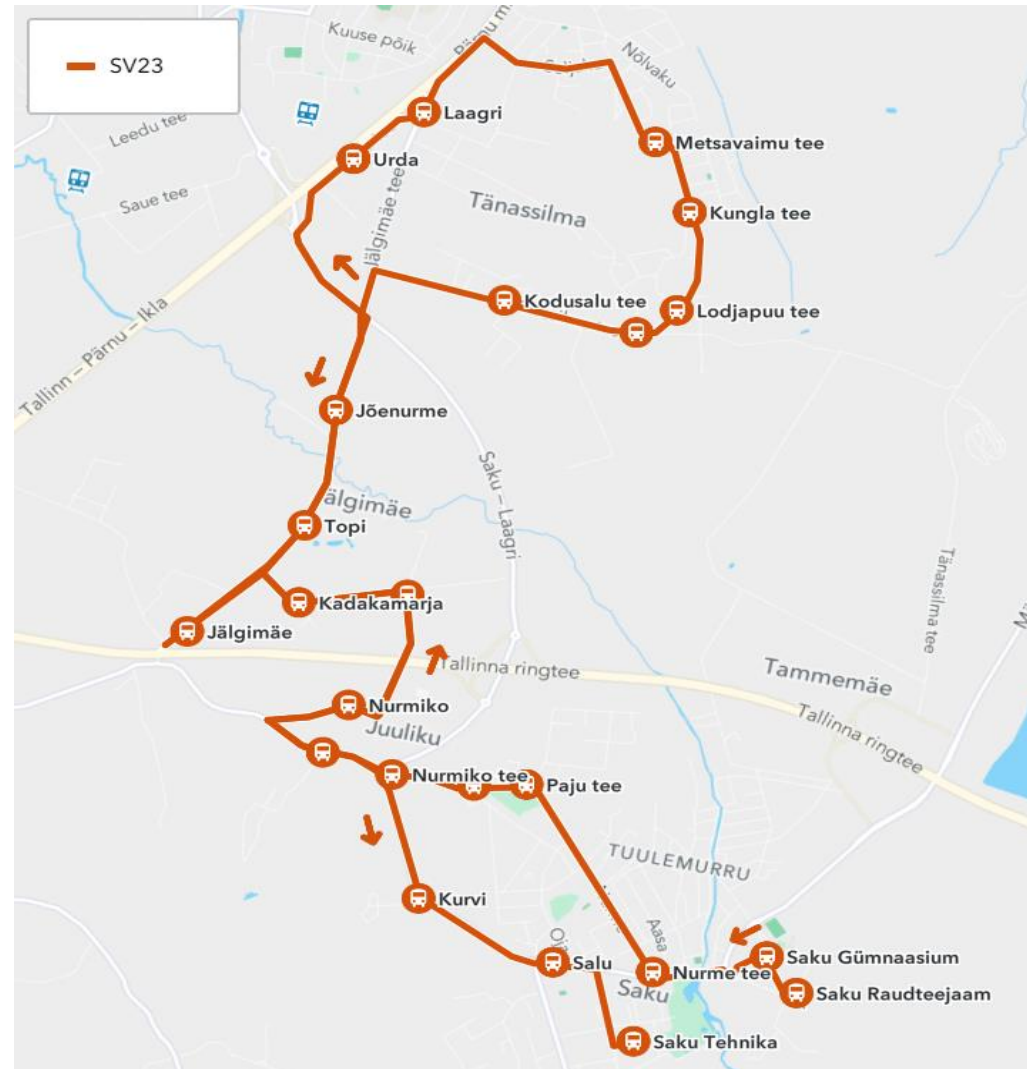 SV23
Kuuse põik
Pärnu m
Nõlvaku
Leedu tee
Laagri
Metsavaimu tee
Urda
Saue tee
Jälgimäe tee
Tänassilma
Kungla tee
Kodusalu tee
Lodjapuu tee
Tallinn – Pärnu – Ikla
Jõenurme
Saku – Laagri
älgimäe
Topi
Tänassilma tee
Kadakamarja
Jälgimäe
Tallinna ringtee
Tammemäe
Nurmiko
Tallinna ringtee
Juuliku
Nurmiko tee
Paju tee
TUULEMURRU
Kurvi
Aasa
Oja
Salu
Saku Gümnaasium
Nurme tee
Saku
Saku Raudteejaam
Saku Tehnika